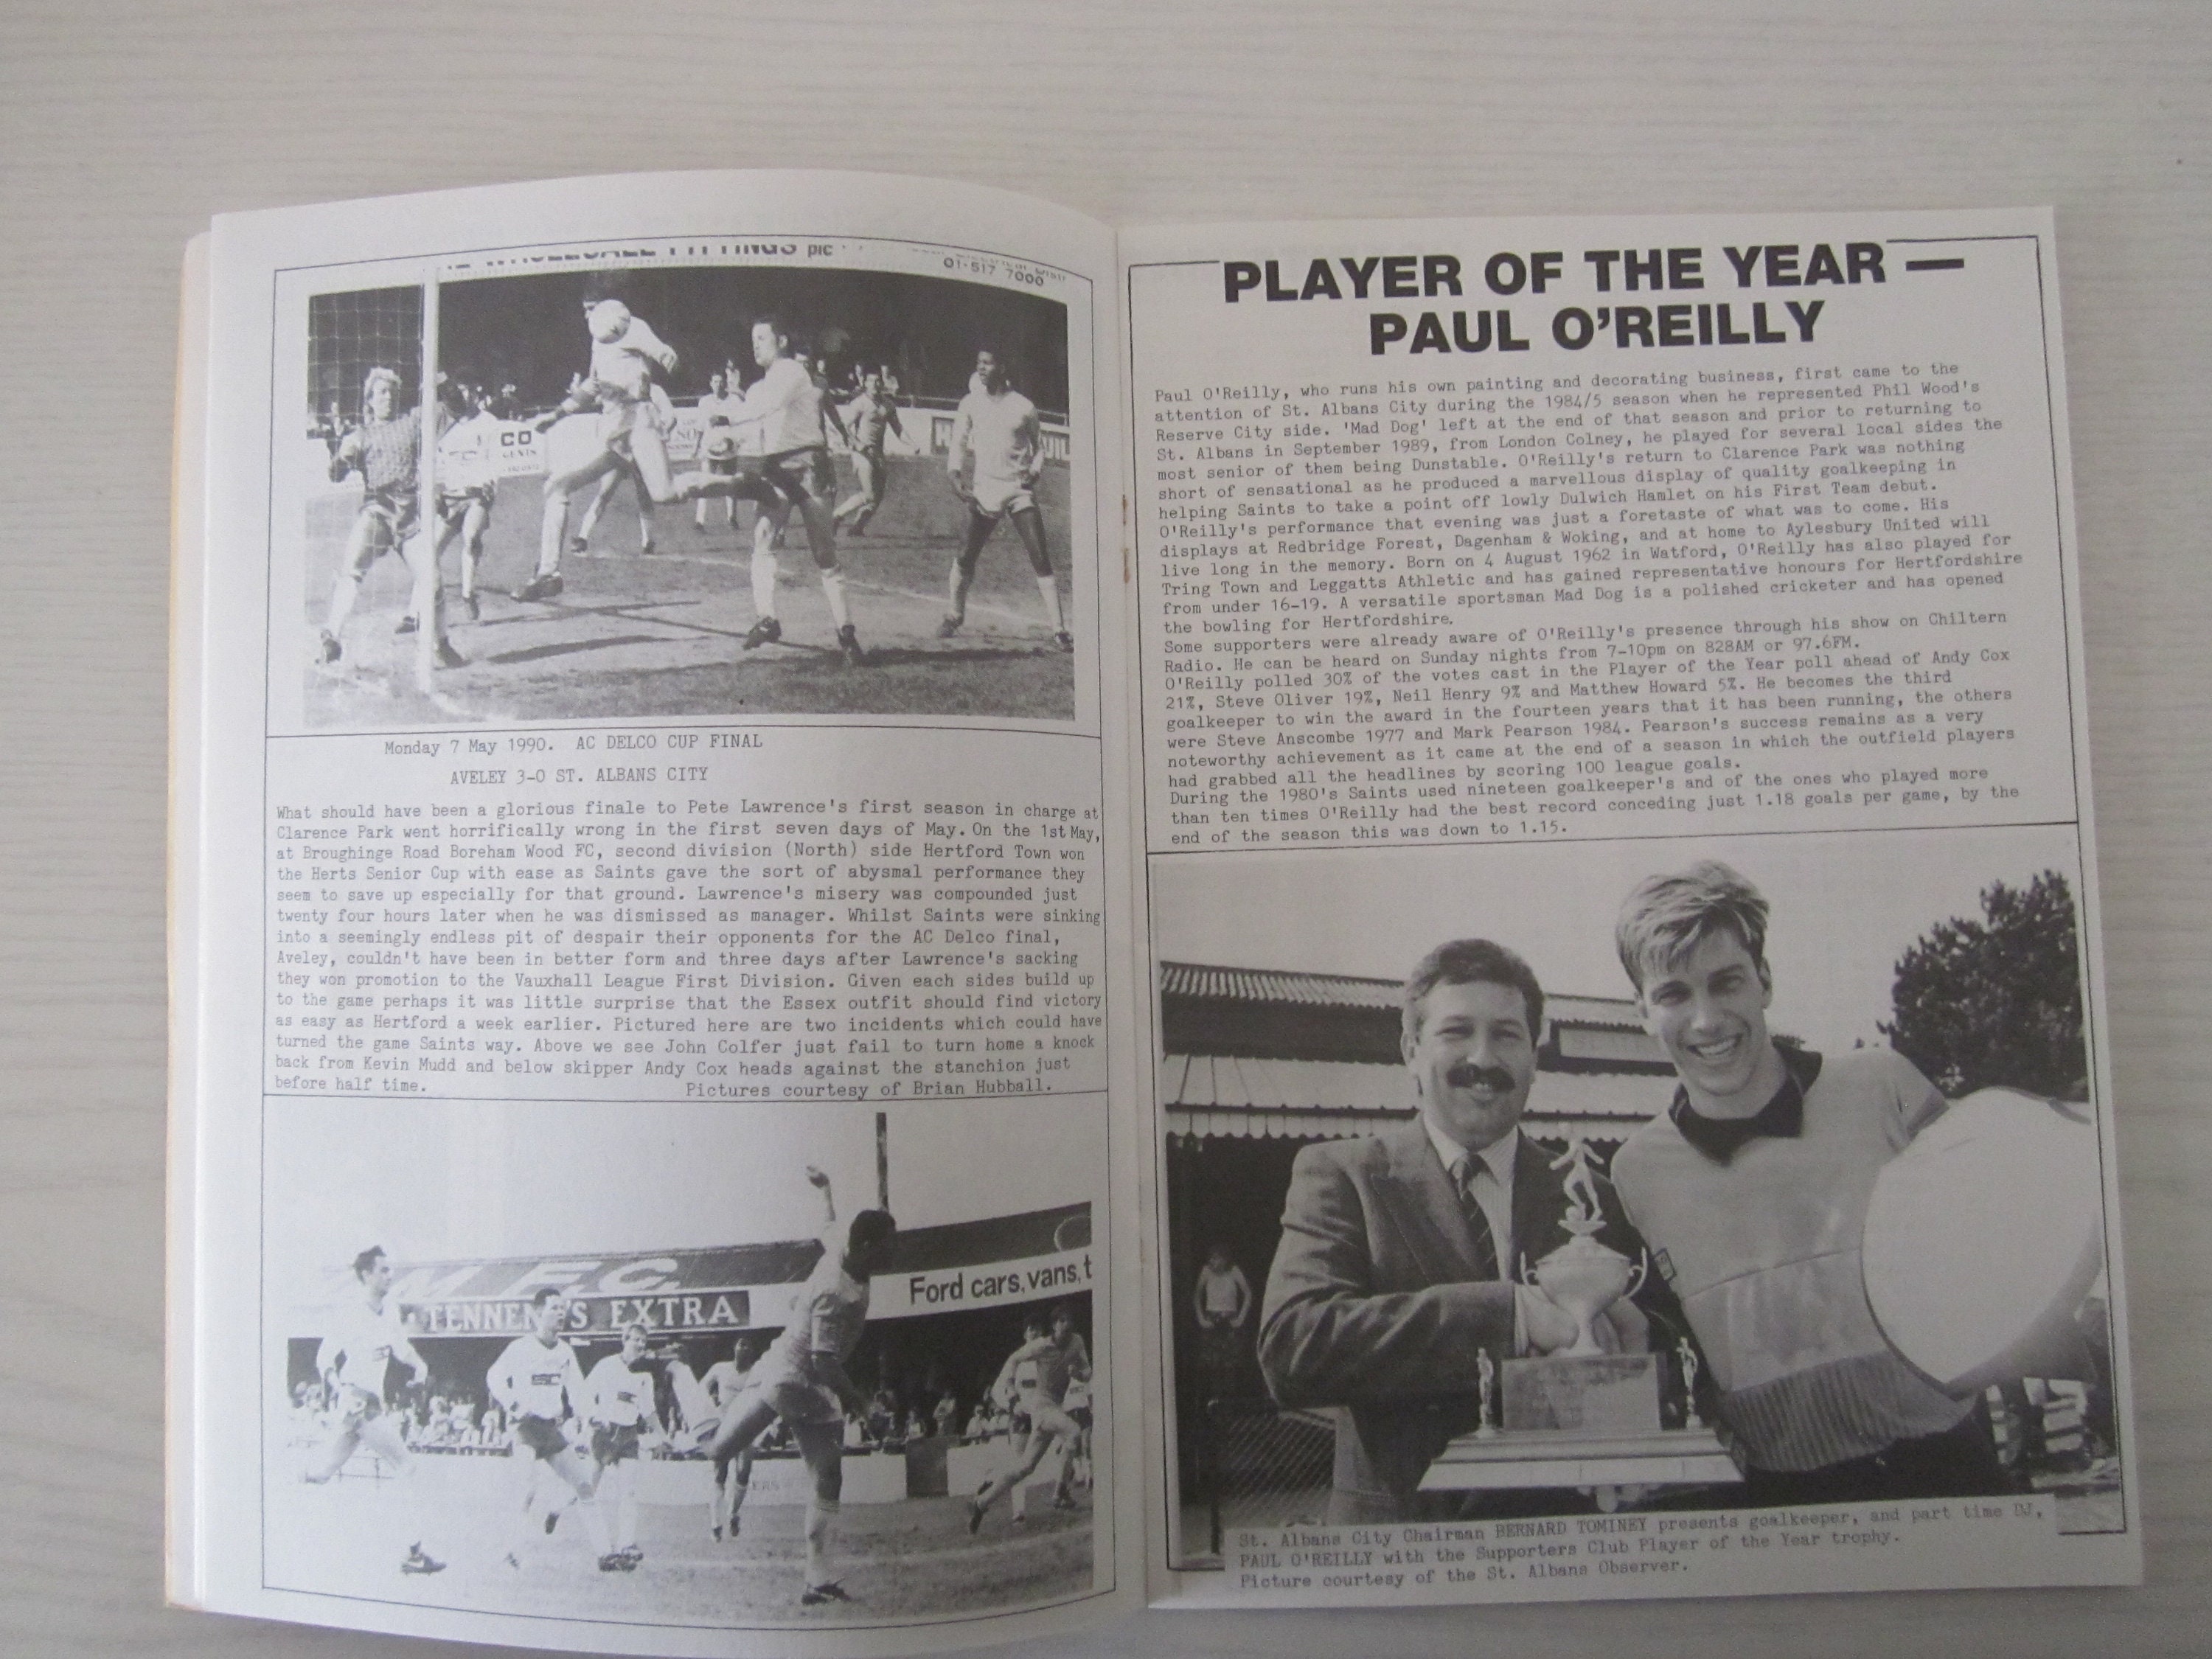 WHOLESALE FITTINGS plc
01-517 7000
CO
GENTS
Monday 7 May 1990. AC DELCO CUP FINAL
AVELEY 3-0 ST. ALBANS CITY
What should have been a glorious finale to Pete Lawrence's first season in charge at
Clarence Park went horrifically wrong in the first seven days of May. On the 1st May,
at Broughinge Road Boreham Wood FC, second division (North) side Hertford Town won
the Herts Senior Cup with ease as Saints gave the sort of abysmal performance they
seem to save up especially for that ground. Lawrence's misery was compounded just
twenty four hours later when he was dismissed as manager. Whilst Saints were sinking
into a seemingly endless pit of despair their opponents for the AC Delco final,
Aveley, couldn't have been in better form and three days after Lawrence's sacking
they won promotion to the Vauxhall League First Division. Given each sides build up
to the game perhaps it was little surprise that the Essex outfit should find victory
as easy as Hertford a week earlier. Pictured here are two incidents which could have
turned the game Saints way. Above we see John Colfer just fail to turn home a knock
back from Kevin Mudd and below skipper Andy Cox heads against the stanchion just
before half time. Pictures courtesy of Brian Hubball.
F.C.
TENNENT'S EXTRA
Ford cars, vans, t
PLAYER OF THE YEAR —
PAUL O'REILLY
Paul O'Reilly, who runs his own painting and decorating business, first came to the
attention of St. Albans City during the 1984/5 season when he represented Phil Wood's
Reserve City side. 'Mad Dog' left at the end of that season and prior to returning to
St. Albans in September 1989, from London Colney, he played for several local sides the
most senior of them being Dunstable. O'Reilly's return to Clarence Park was nothing
short of sensational as he produced a marvellous display of quality goalkeeping in
helping Saints to take a point off lowly Dulwich Hamlet on his First Team debut.
O'Reilly's performance that evening was just a foretaste of what was to come. His
displays at Redbridge Forest, Dagenham & Woking, and at home to Aylesbury United will
live long in the memory. Born on 4 August 1962 in Watford, O'Reilly has also played for
Tring Town and Leggatts Athletic and has gained representative honours for Hertfordshire
from under 16-19. A versatile sportsman Mad Dog is a polished cricketer and has opened
the bowling for Hertfordshire.
Some supporters were already aware of O'Reilly's presence through his show on Chiltern
Radio. He can be heard on Sunday nights from 7-10pm on 828AM or 97.6FM.
O'Reilly polled 30% of the votes cast in the Player of the Year poll ahead of Andy Cox
21%, Steve Oliver 19%, Neil Henry 9% and Matthew Howard 5%. He becomes the third
goalkeeper to win the award in the fourteen years that it has been running, the others
were Steve Anscombe 1977 and Mark Pearson 1984. Pearson's success remains as a very
noteworthy achievement as it came at the end of a season in which the outfield players
had grabbed all the headlines by scoring 100 league goals.
During the 1980's Saints used nineteen goalkeeper's and of the ones who played more
than ten times O'Reilly had the best record conceding just 1.18 goals per game, by the
end of the season this was down to 1.15.
St. Albans City Chairman BERNARD TOMINEY presents goalkeeper, and part time DJ,
PAUL O'REILLY with the Supporters Club Player of the Year trophy.
Picture courtesy of the St. Albans Observer.